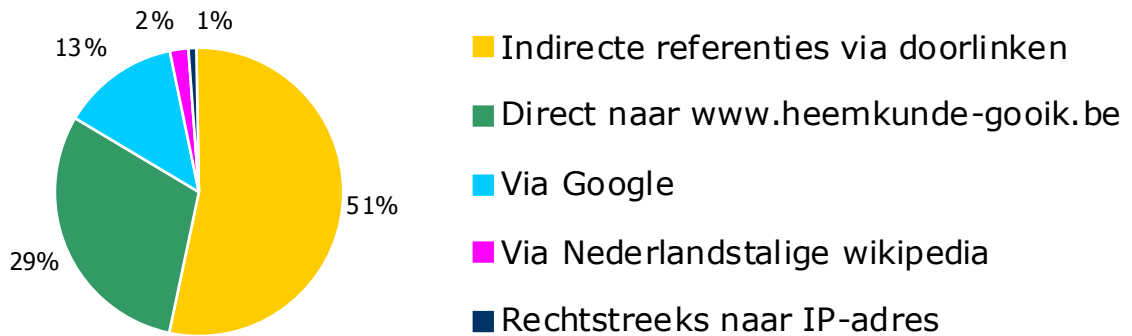 2%
1%
13%
51%
29%
Indirecte referenties via doorlinken
Direct naar www.heemkunde-gooik.be
Via Google
Via Nederlandstalige wikipedia
Rechtstreeks naar IP-adres